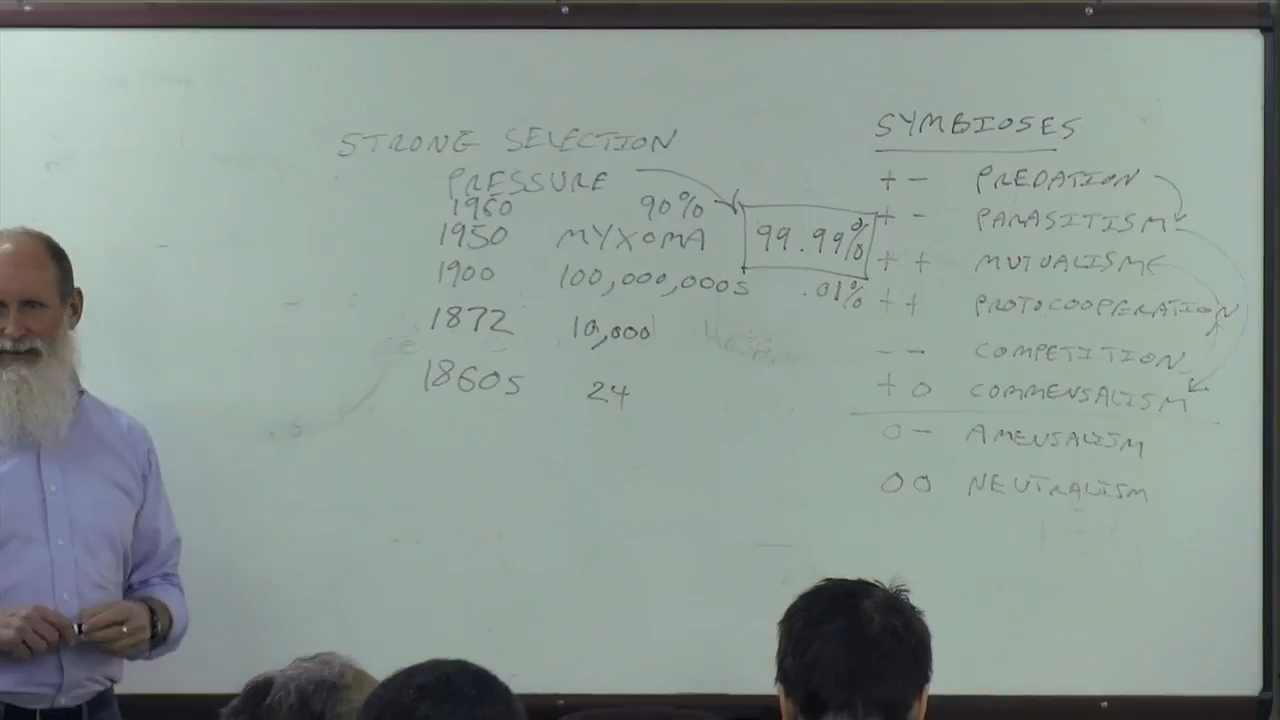 STRONG SELECTION
PRESSURE
1960 90%
1950 MYXOMA 99.99%
1900 100,000,000s .01%
1872 10,000
1860s 24
SYMBIOSES
+ - PREDATION
+ - PARASITISM
+ + MUTUALISM
+ + PROTOCOOPERATION
- - COMPETITION
+ 0 COMMENSALISM
0 - AMENSALISM
0 0 NEUTRALISM